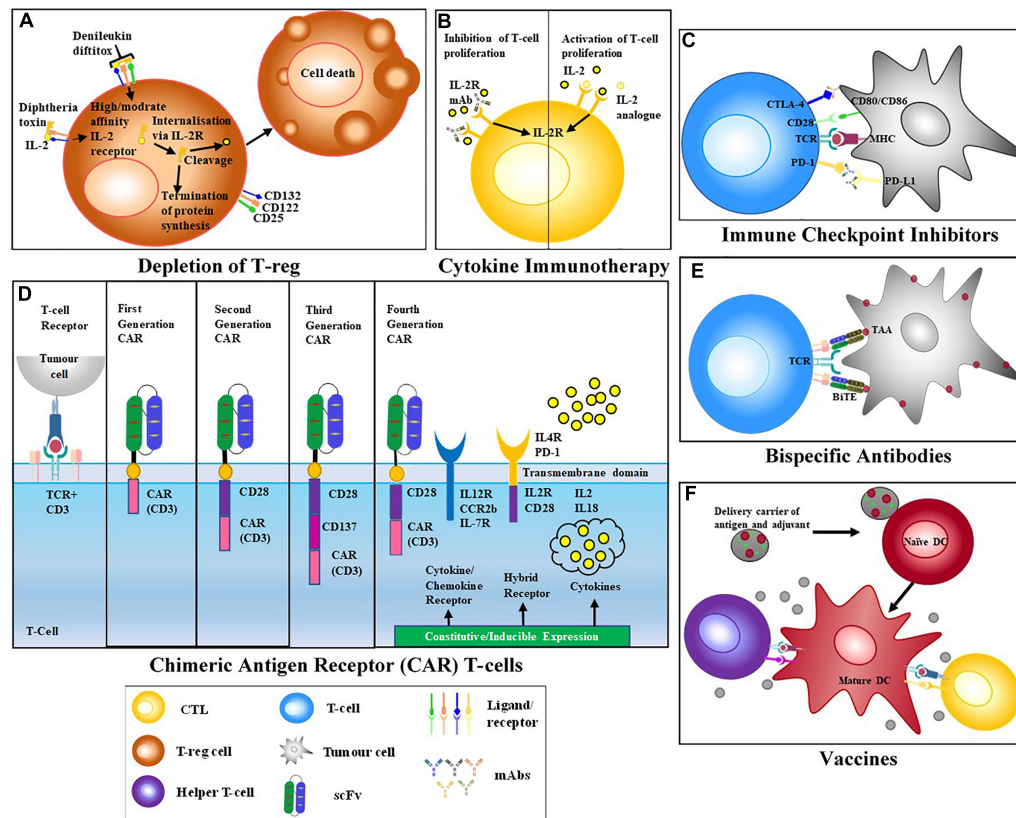 A
Denileukin
diftitox
Diphtheria
toxin
IL-2
High/modrate
affinity
IL-2
receptor
Internalisation
via IL-2R
Cleavage
Termination
of protein
synthesis
CD132
CD122
CD25
Cell death
Depletion of T-reg
B
Inhibition of T-cell
proliferation
IL-2R
mAb
Activation of T-cell
proliferation
IL-2
IL-2
analogue
IL-2R
Cytokine Immunotherapy
C
CTLA-4
CD80/CD86
CD28
TCR
MHC
PD-1
PD-L1
Immune Checkpoint Inhibitors
D
T-cell
Receptor
Tumour
cell
TCR+
CD3
T-Cell
First
Generation
CAR
CAR
(CD3)
Second
Generation
CAR
CD28
CAR
(CD3)
Third
Generation
CAR
CD28
CD137
CAR
(CD3)
Fourth
Generation
CAR
CD28
CAR
(CD3)
IL4R
PD-1
Transmembrane domain
IL12R
CCR2b
IL-7R
IL2R
CD28
IL2
IL18
Cytokine/
Chemokine
Receptor
Hybrid
Receptor
Cytokines
Constitutive/Inducible Expression
Chimeric Antigen Receptor (CAR) T-cells
E
TAA
TCR
BiTE
Bispecific Antibodies
F
Delivery carrier of
antigen and adjuvant
Naïve DC
Mature DC
Vaccines
CTL
T-cell
Ligand/
receptor
T-reg cell
Tumour cell
mAbs
Helper T-cell
scFv